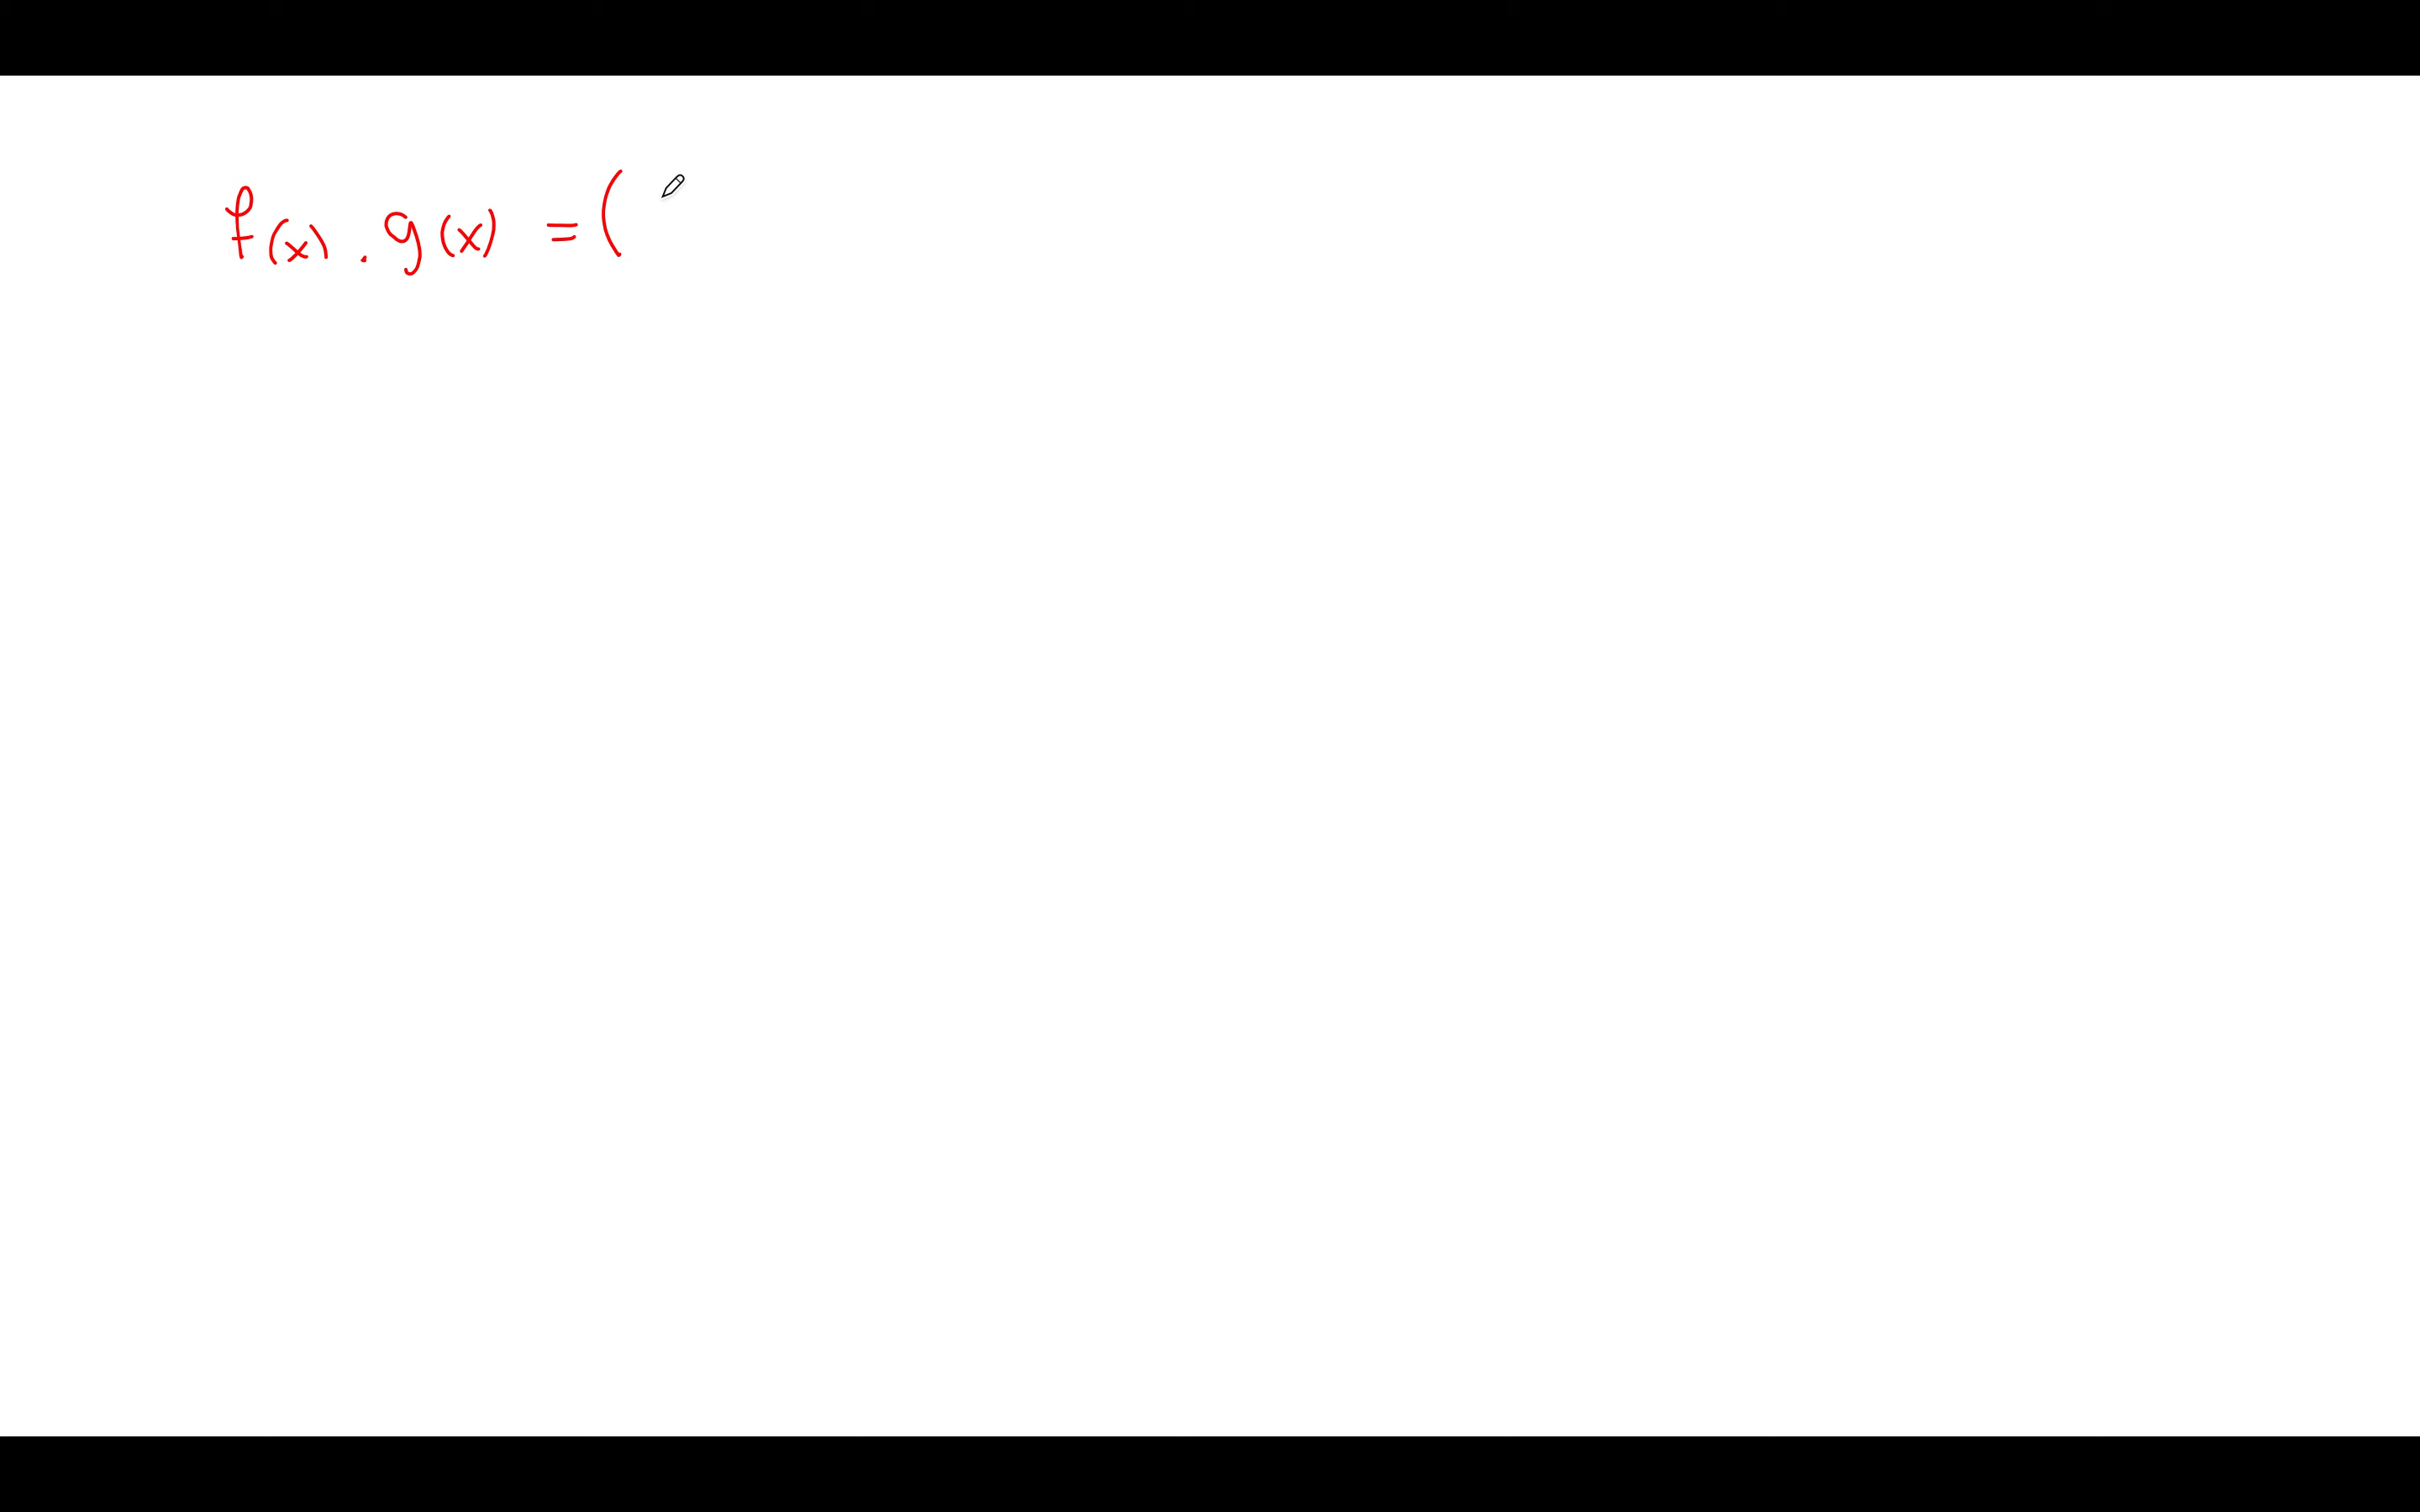 f(x) . g(x) = (